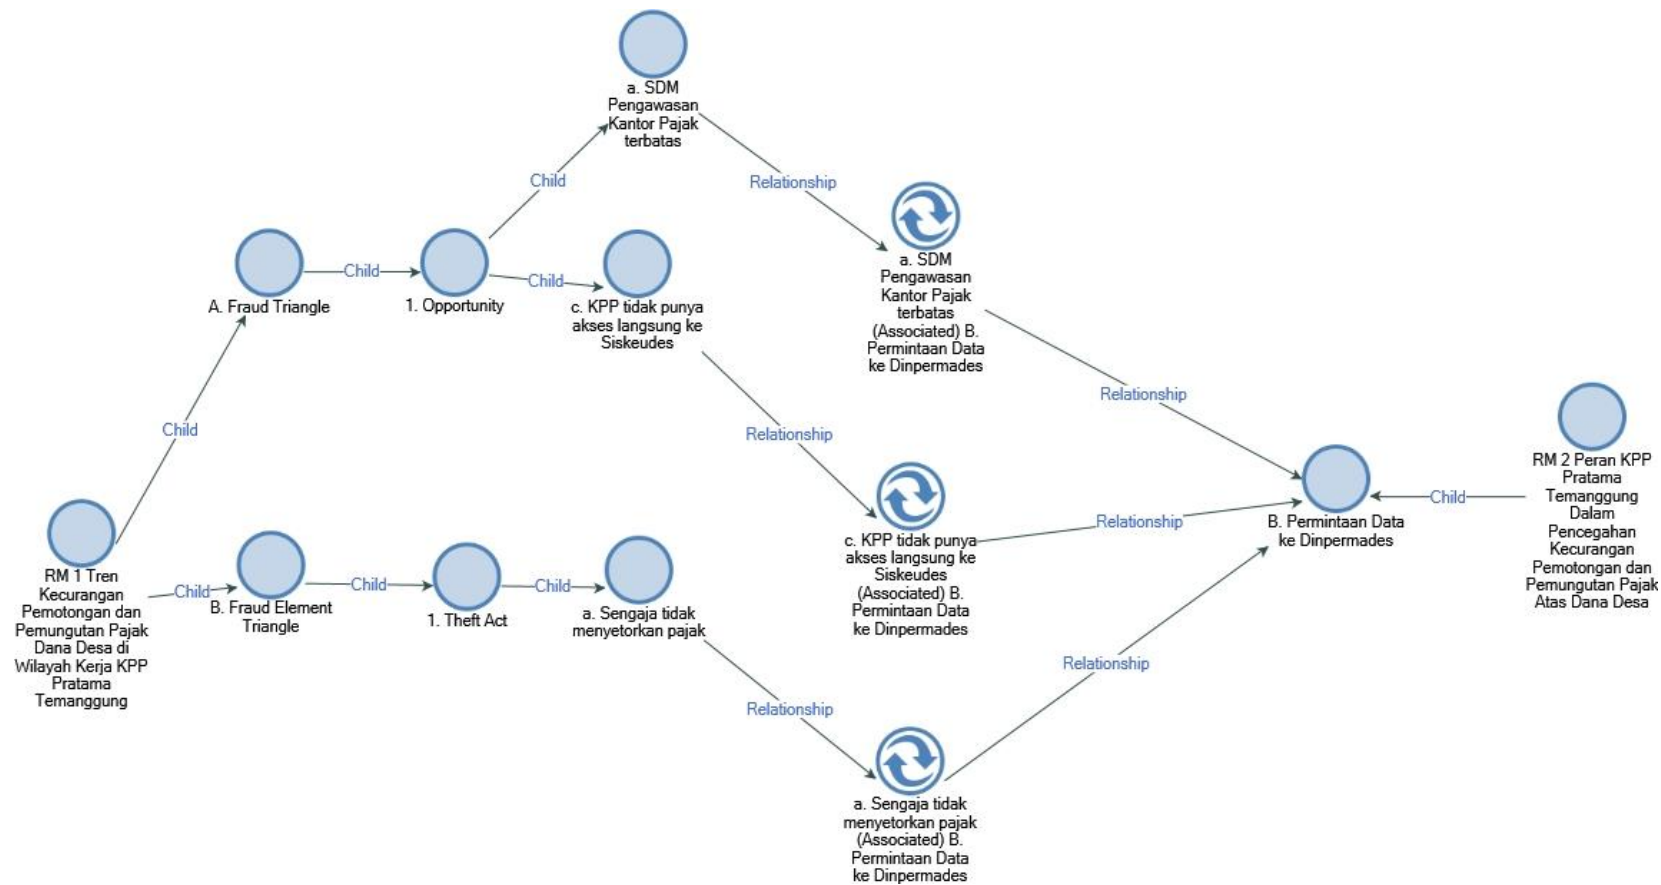 a. SDM
Pengawasan
Kantor Pajak
terbatas
Child
Relationship
a. SDM
Pengawasan
Kantor Pajak
terbatas
(Associated) B.
Permintaan Data
ke Dinpermades
Child
A. Fraud Triangle
1. Opportunity
Child
c. KPP tidak punya
akses langsung ke
Siskeudes
Child
Relationship
Relationship
c. KPP tidak punya
akses langsung ke
Siskeudes
(Associated) B.
Permintaan Data
ke Dinpermades
Relationship
B. Permintaan Data
ke Dinpermades
Child
RM 2 Peran KPP
Pratama
Temanggung
Dalam
Pencegahan
Kecurangan
Pemotongan dan
Pemungutan Pajak
Atas Dana Desa
RM 1 Tren
Kecurangan
Pemotongan dan
Pemungutan Pajak
Dana Desa di
Wilayah Kerja KPP
Pratama
Temanggung
Child
B. Fraud Element
Triangle
Child
1. Theft Act
Child
a. Sengaja tidak
menyetorkan pajak
Relationship
Relationship
a. Sengaja tidak
menyetorkan pajak
(Associated) B.
Permintaan Data
ke Dinpermades